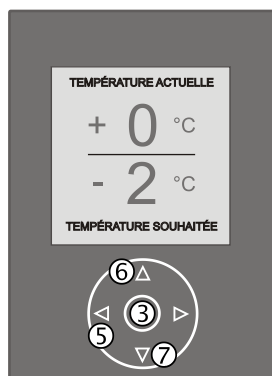 TEMPÉRATURE ACTUELLE
+ 0 °C
- 2 °C
TEMPÉRATURE SOUHAITÉE
6
3
5
7